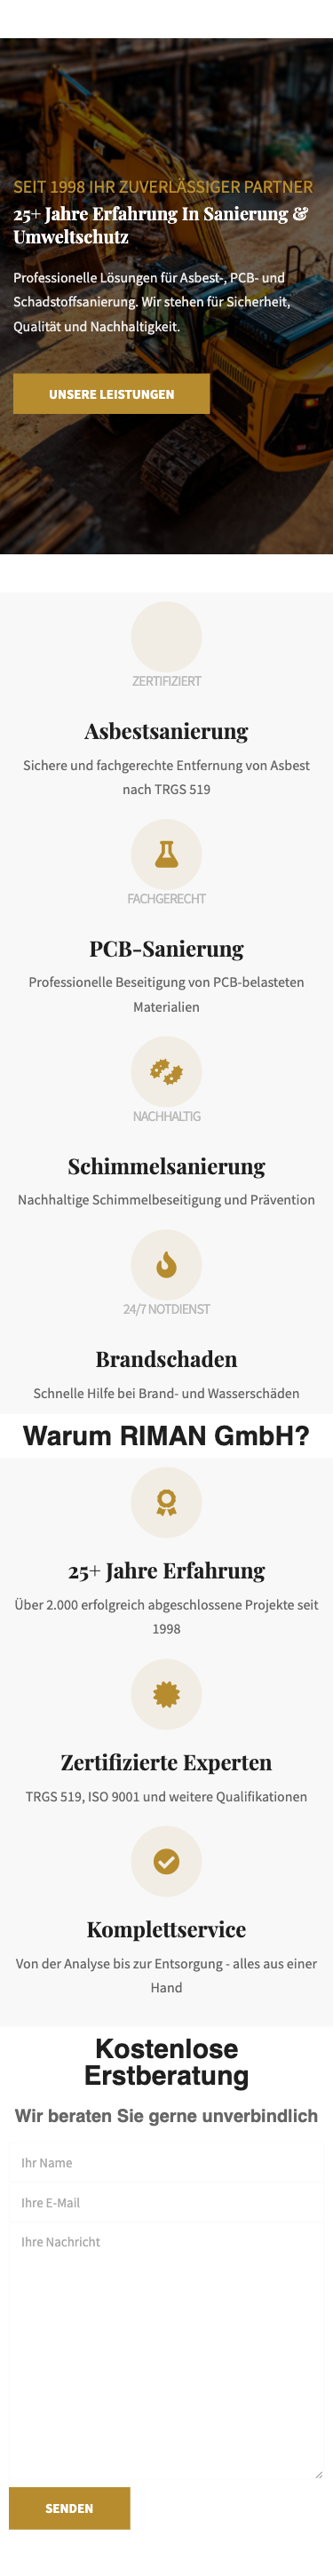 SEIT 1998 IHR ZUVERLÄSSIGER PARTNER
25+ Jahre Erfahrung In Sanierung &
Umweltschutz
Professionelle Lösungen für Asbest-, PCB- und
Schadstoffsanierung. Wir stehen für Sicherheit,
Qualität und Nachhaltigkeit.
UNSERE LEISTUNGEN
ZERTIFIZIERT
Asbestsanierung
Sichere und fachgerechte Entfernung von Asbest
nach TRGS 519
FACHGERECHT
PCB-Sanierung
Professionelle Beseitigung von PCB-belasteten
Materialien
NACHHALTIG
Schimmelsanierung
Nachhaltige Schimmelbeseitigung und Prävention
24/7 NOTDIENST
Brandschaden
Schnelle Hilfe bei Brand- und Wasserschäden
Warum RIMAN GmbH?
25+ Jahre Erfahrung
Über 2.000 erfolgreich abgeschlossene Projekte seit
1998
Zertifizierte Experten
TRGS 519, ISO 9001 und weitere Qualifikationen
Komplettservice
Von der Analyse bis zur Entsorgung - alles aus einer
Hand
Kostenlose
Erstberatung
Wir beraten Sie gerne unverbindlich
Ihr Name
Ihre E-Mail
Ihre Nachricht
SENDEN